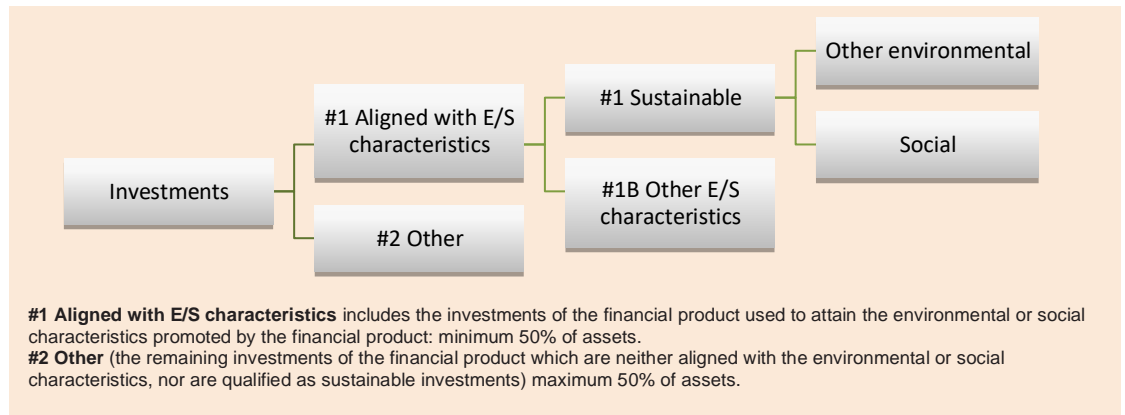 Investments
#1 Aligned with E/S
characteristics
#2 Other
#1 Sustainable
#1B Other E/S
characteristics
Other environmental
Social
#1 Aligned with E/S characteristics includes the investments of the financial product used to attain the environmental or social
characteristics promoted by the financial product: minimum 50% of assets.
#2 Other (the remaining investments of the financial product which are neither aligned with the environmental or social
characteristics, nor are qualified as sustainable investments) maximum 50% of assets.